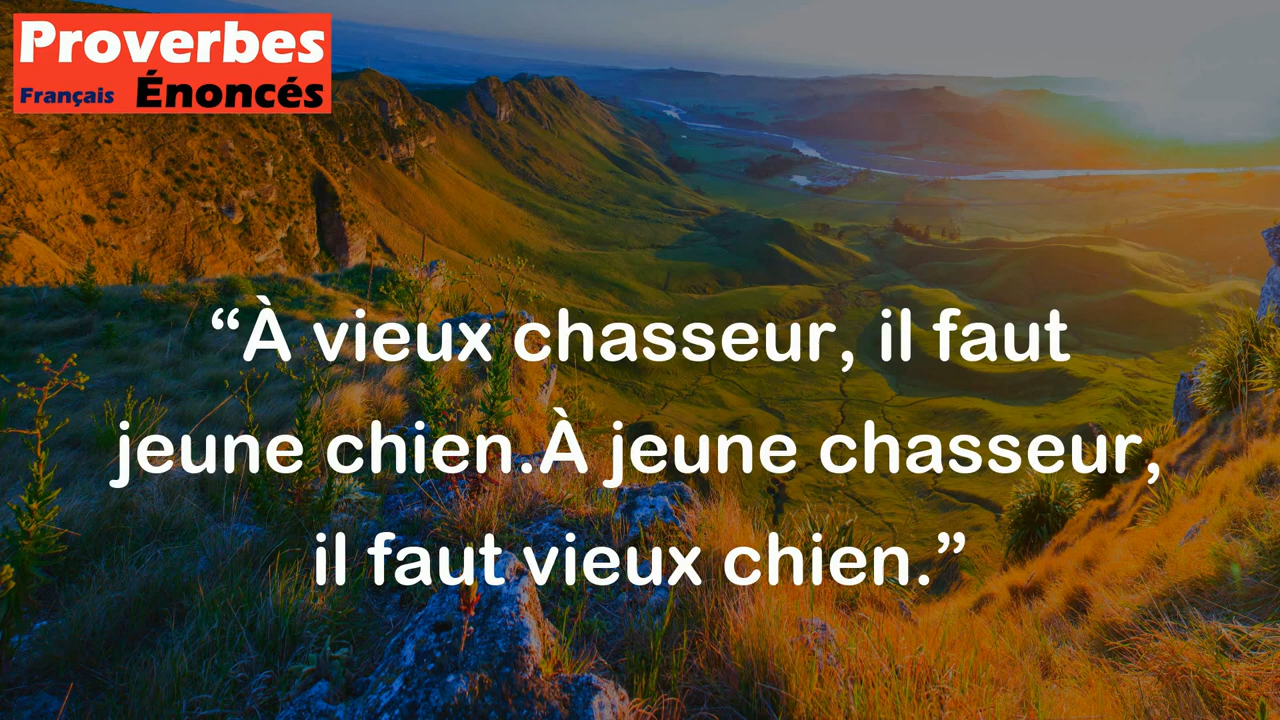 Proverbes
Français Énoncés
“À vieux chasseur, il faut
jeune chien.À jeune chasseur,
il faut vieux chien.”